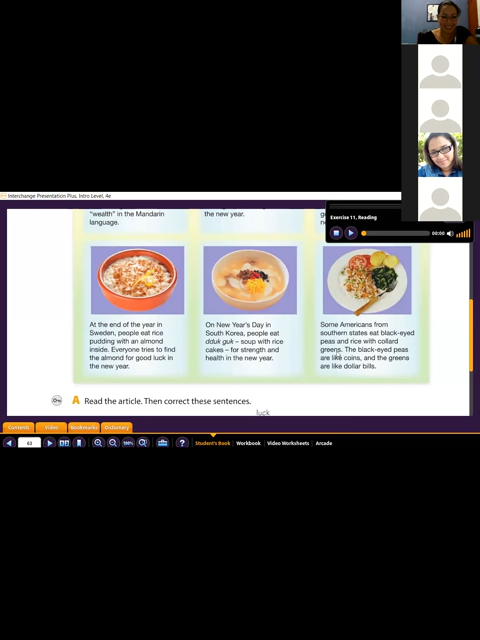 Interchange Presentation Plus, Intro Level, 4e
Exercise 11, Reading
00:00
"wealth" in the Mandarin
language.
the new year.
At the end of the year in
Sweden, people eat rice
pudding with an almond
inside. Everyone tries to find
the almond for good luck in
the new year.
On New Year's Day in
South Korea, people eat
dduk guk – soup with rice
cakes – for strength and
health in the new year.
Some Americans from
southern states eat black-eyed
peas and rice with collard
greens. The black-eyed peas
are like coins, and the greens
are like dollar bills.
A Read the article. Then correct these sentences.
luck
Contents Video Bookmarks Dictionary
63 100% ? Student's Book Workbook Video Worksheets Arcade